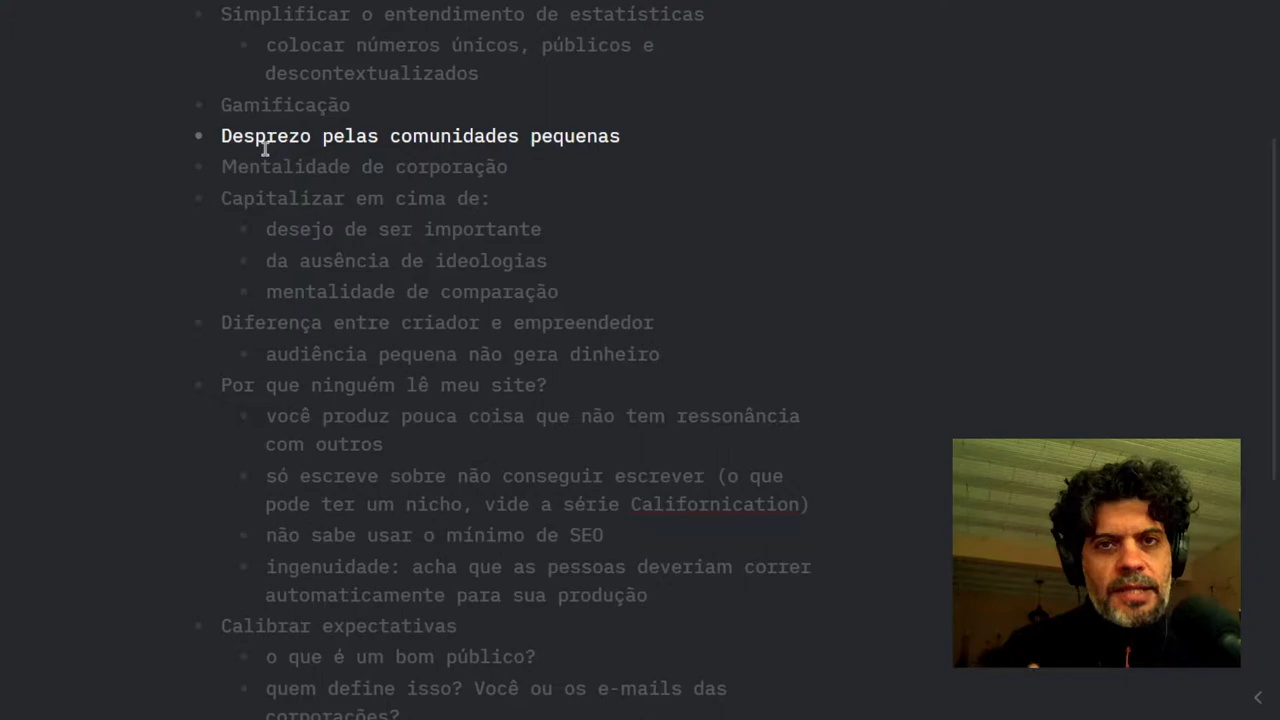 Simplificar o entendimento de estatísticas
colocar números únicos, públicos e
descontextualizados
Gamificação
Desprezo pelas comunidades pequenas
Mentalidade de corporação
Capitalizar em cima de:
desejo de ser importante
da ausência de ideologias
mentalidade de comparação
Diferença entre criador e empreendedor
audiência pequena não gera dinheiro
Por que ninguém lê meu site?
você produz pouca coisa que não tem ressonância
com outros
só escreve sobre não conseguir escrever (o que
pode ter um nicho, vide a série Californication)
não sabe usar o mínimo de SEO
ingenuidade: acha que as pessoas deveriam correr
automaticamente para sua produção
Calibrar expectativas
o que é um bom público?
quem define isso? Você ou os e-mails das
corporações?